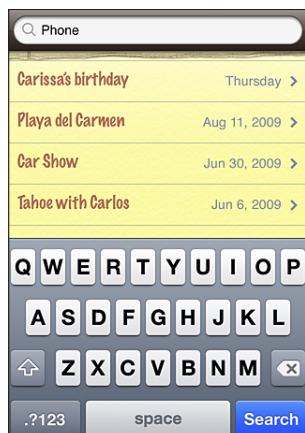 Phone
Carissa's birthday Thursday
Playa del Carmen Aug 11, 2009
Car Show Jun 30, 2009
Tahoe with Carlos Jun 6, 2009
Q W E R T Y U I O P
A S D F G H J K L
Z X C V B N M
.?123 space Search